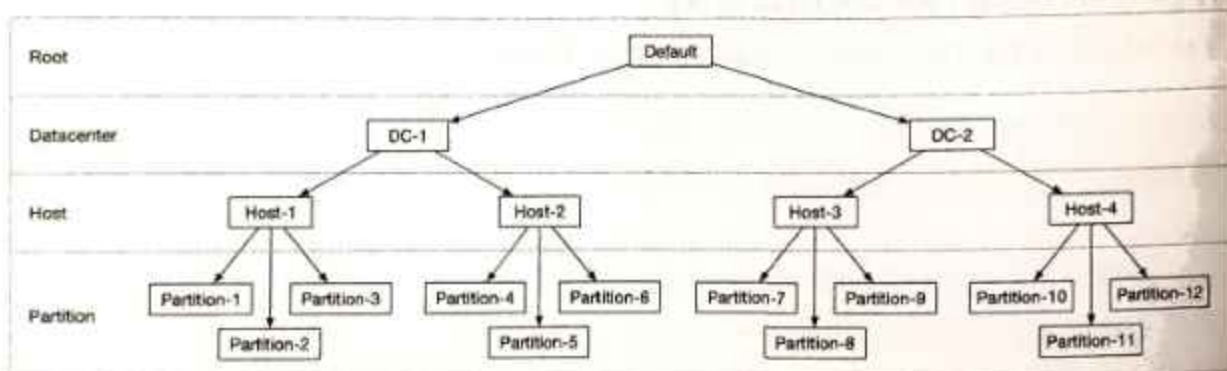 Root
Default
Datacenter
DC-1
DC-2
Host
Host-1
Host-2
Host-3
Host-4
Partition
Partition-1
Partition-2
Partition-3
Partition-4
Partition-5
Partition-6
Partition-7
Partition-8
Partition-9
Partition-10
Partition-11
Partition-12